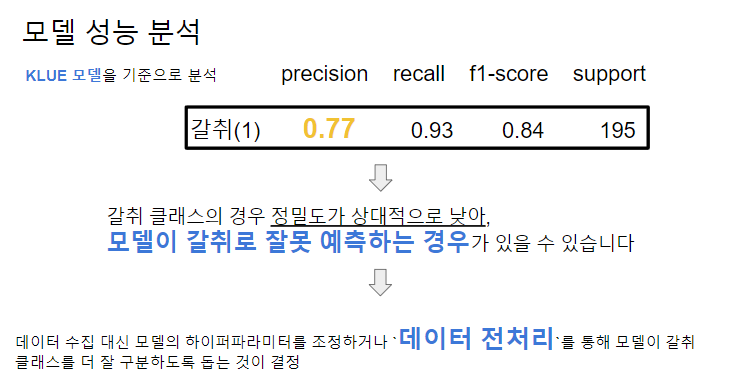 모델 성능 분석
KLUE 모델을 기준으로 분석 precision recall f1-score support
갈취(1) 0.77 0.93 0.84 195
갈취 클래스의 경우 정밀도가 상대적으로 낮아,
모델이 갈취로 잘못 예측하는 경우가 있을 수 있습니다
데이터 수집 대신 모델의 하이퍼파라미터를 조정하거나 `데이터 전처리`를 통해 모델이 갈취
클래스를 더 잘 구분하도록 돕는 것이 결정